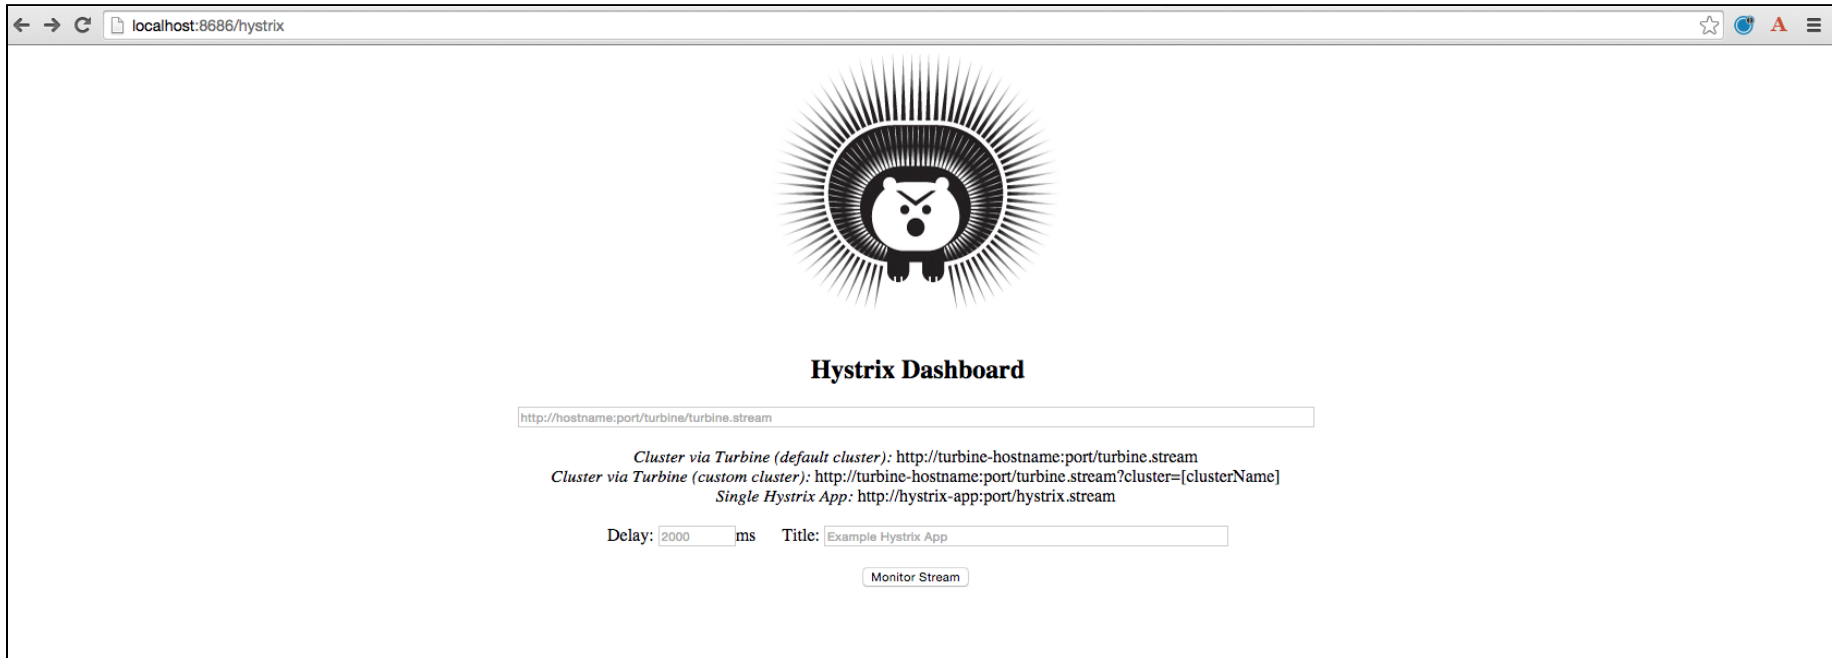 localhost:8686/hystrix
A
Hystrix Dashboard
http://hostname:port/turbine/turbine.stream
Cluster via Turbine (default cluster): http://turbine-hostname:port/turbine.stream
Cluster via Turbine (custom cluster): http://turbine-hostname:port/turbine.stream?cluster=[clusterName]
Single Hystrix App: http://hystrix-app:port/hystrix.stream
Delay: 2000 ms Title: Example Hystrix App
Monitor Stream